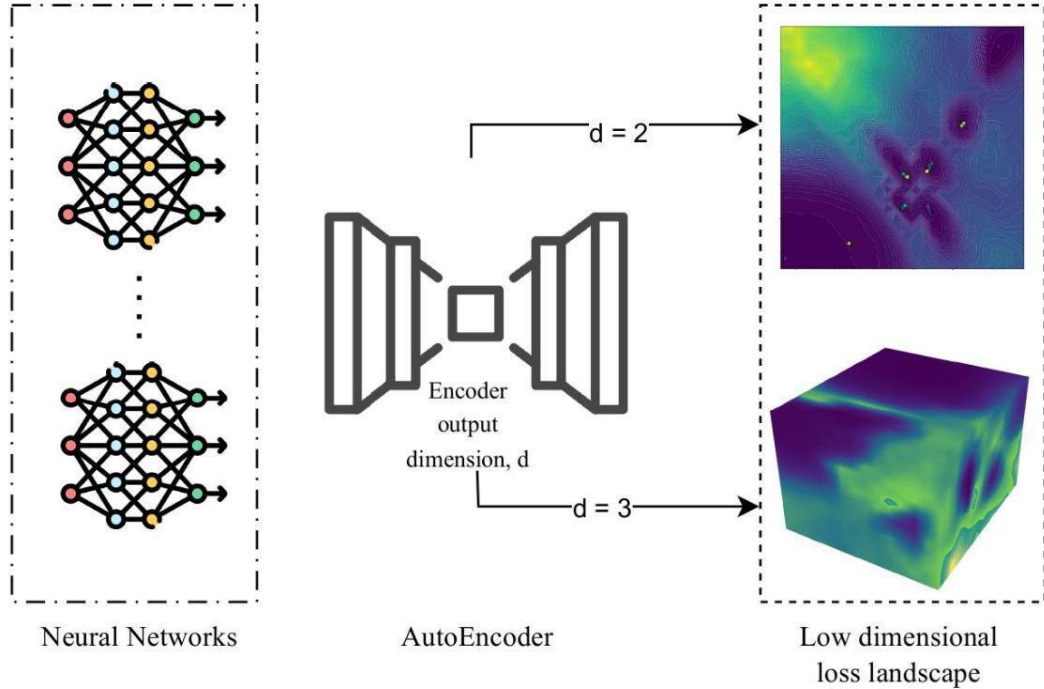 d = 2
Encoder
output
dimension, d
d = 3
Neural Networks
AutoEncoder
Low dimensional
loss landscape